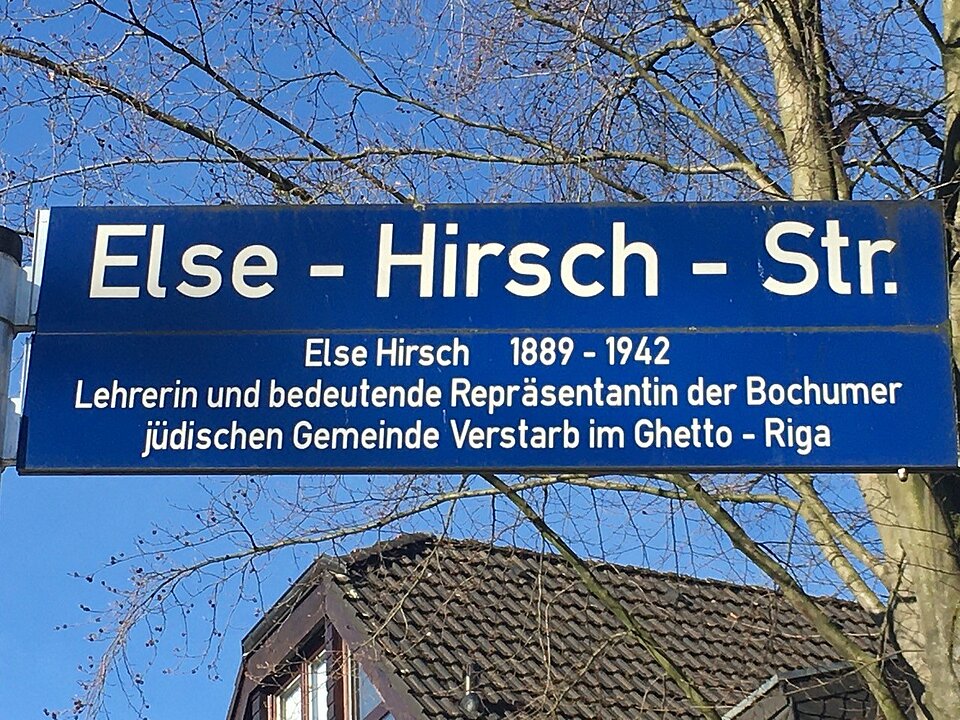 Else - Hirsch - Str.
Else Hirsch 1889 - 1942
Lehrerin und bedeutende Repräsentantin der Bochumer
jüdischen Gemeinde Verstarb im Ghetto - Riga